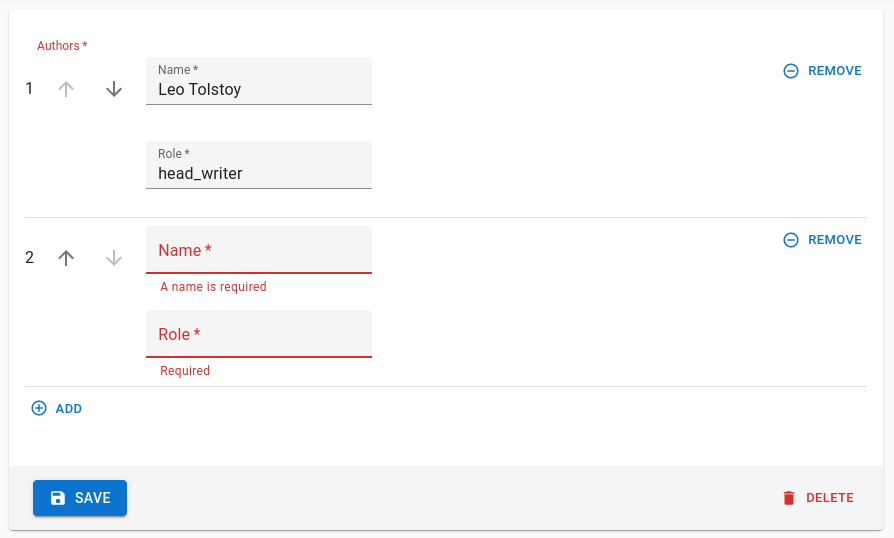 Authors *
1
Name *
Leo Tolstoy
REMOVE
Role *
head_writer
2
Name *
REMOVE
A name is required
Role *
Required
ADD
SAVE
DELETE